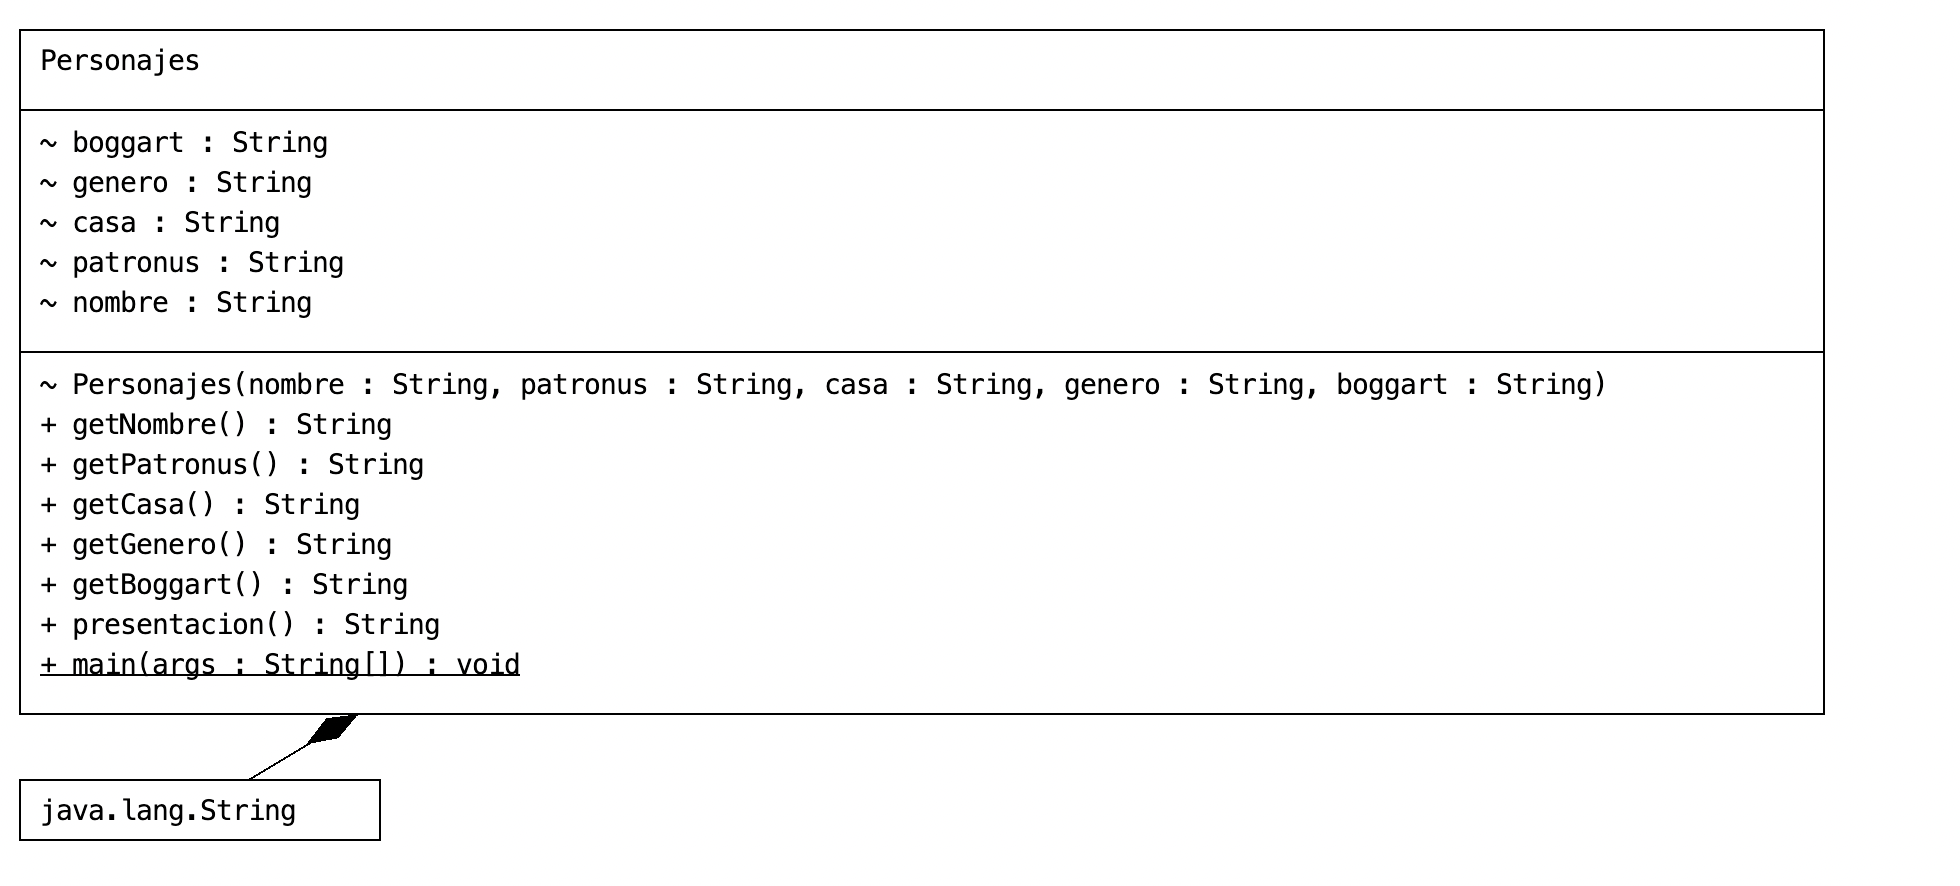 Personajes
~ boggart : String
~ genero : String
~ casa : String
~ patronus : String
~ nombre : String
~ Personajes(nombre : String, patronus : String, casa : String, genero : String, boggart : String)
+ getNombre() : String
+ getPatronus() : String
+ getCasa() : String
+ getGenero() : String
+ getBoggart() : String
+ presentacion() : String
+ main(args : String[]) : void
java.lang.String